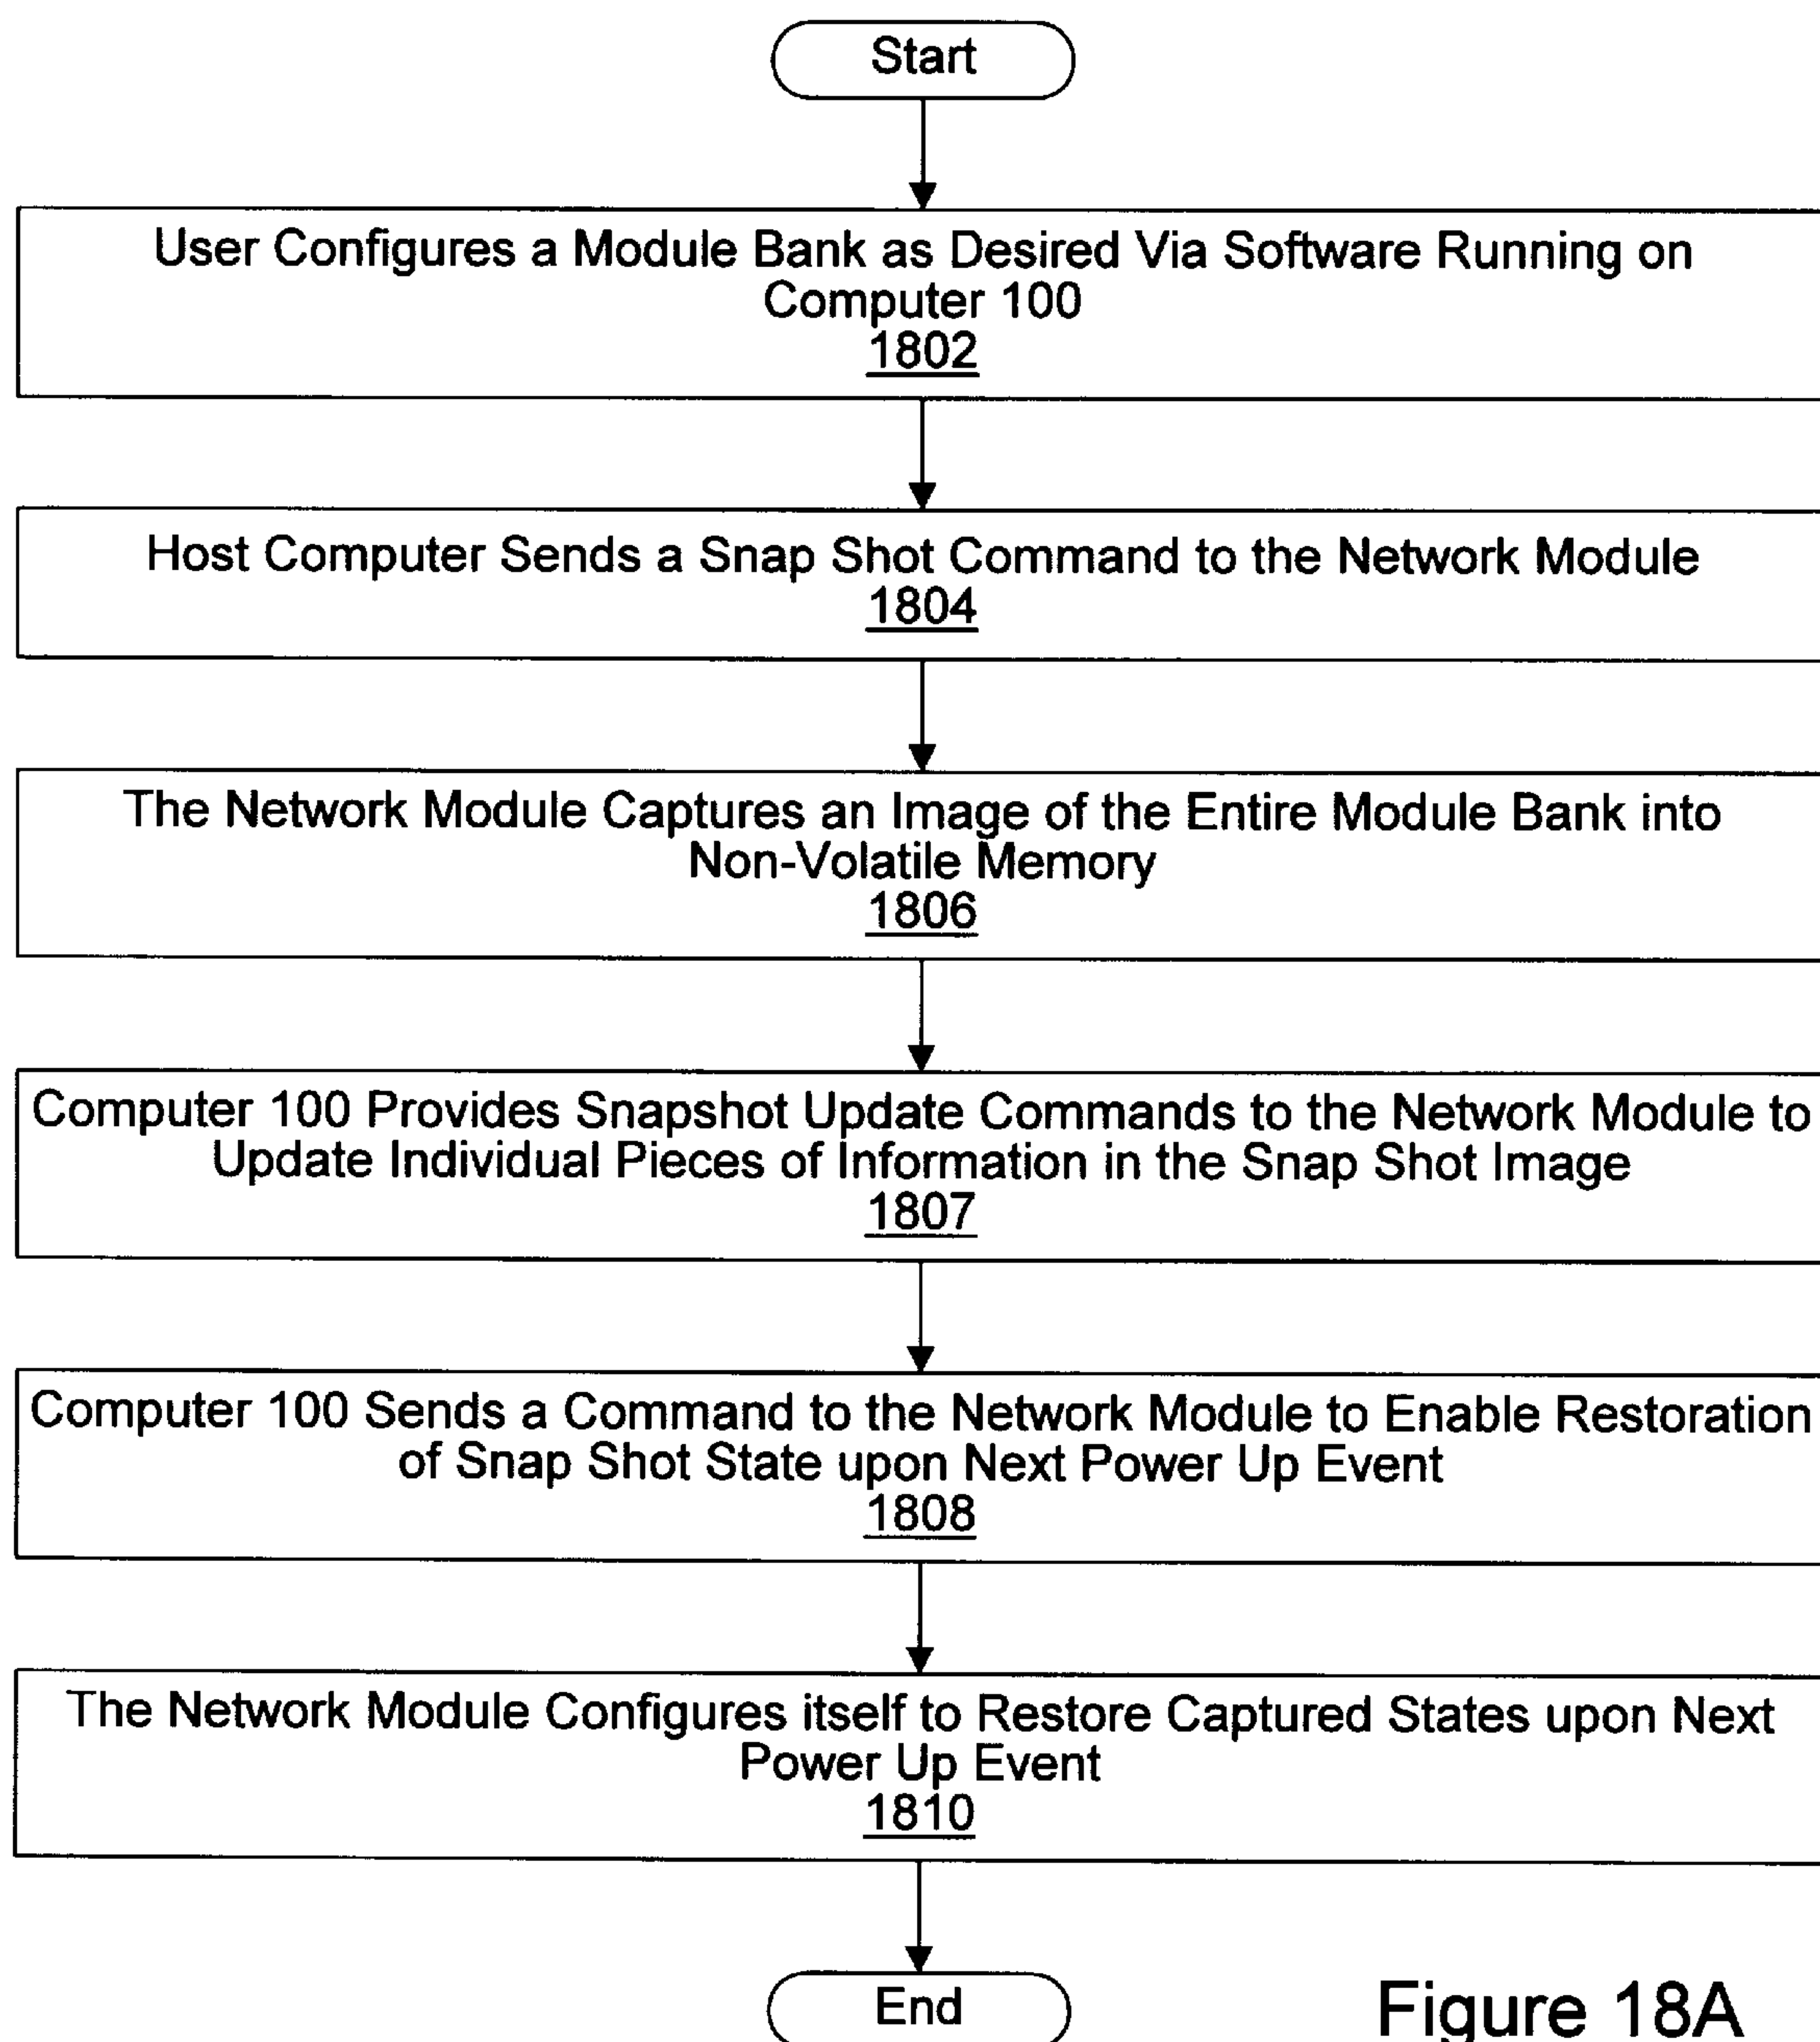 Start
User Configures a Module Bank as Desired Via Software Running on
Computer 100
1802
Host Computer Sends a Snap Shot Command to the Network Module
1804
The Network Module Captures an Image of the Entire Module Bank into
Non-Volatile Memory
1806
Computer 100 Provides Snapshot Update Commands to the Network Module to
Update Individual Pieces of Information in the Snap Shot Image
1807
Computer 100 Sends a Command to the Network Module to Enable Restoration
of Snap Shot State upon Next Power Up Event
1808
The Network Module Configures itself to Restore Captured States upon Next
Power Up Event
1810
End
Figure 18A